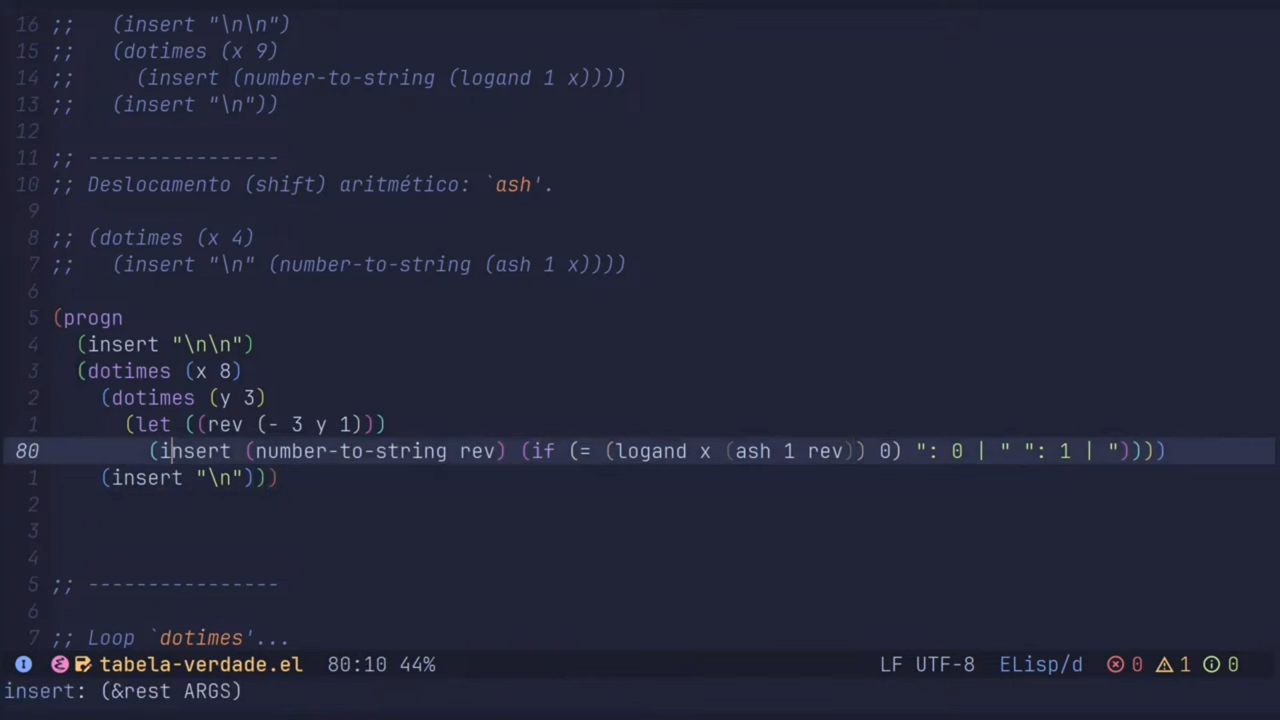 16 ;;   (insert "\n\n")
15 ;;   (dotimes (x 9)
14 ;;     (insert (number-to-string (logand 1 x))))
13 ;;   (insert "\n"))
12
11 ;; ----------------
10 ;; Deslocamento (shift) aritmético: `ash'.
9
8 ;; (dotimes (x 4)
7 ;;   (insert "\n" (number-to-string (ash 1 x))))
6
5 (progn
4   (insert "\n\n")
3   (dotimes (x 8)
2     (dotimes (y 3)
1       (let ((rev (- 3 y 1)))
80         (insert (number-to-string rev) (if (= (logand x (ash 1 rev)) 0) ": 0 | " ": 1 | "))))
1     (insert "\n")))
2
3
4
5 ;; ----------------
6
7 ;; Loop `dotimes'...
I tabela-verdade.el 80:10 44% LF UTF-8 ELisp/d 0 1 0
insert: (&rest ARGS)